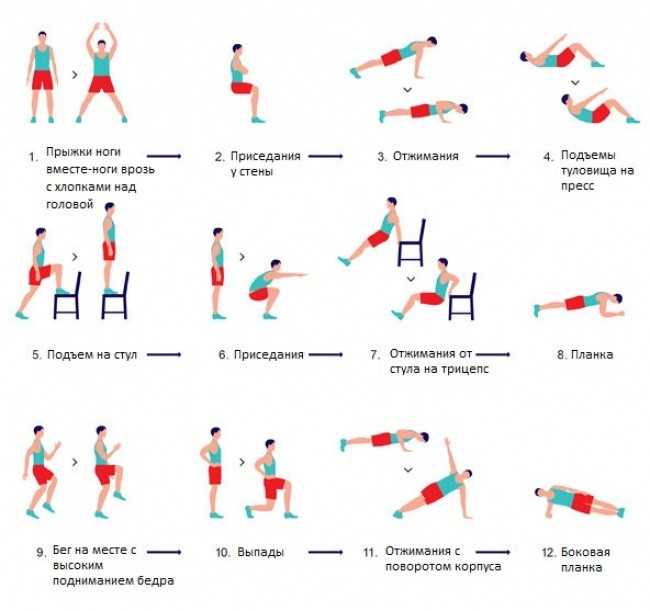 1. Прыжки ноги
вместе-ноги врозь
с хлопками над
головой
2. Приседания
у стены
3. Отжимания
4. Подъемы
туловища на
пресс
5. Подъем на стул
6. Приседания
7. Отжимания от
стула на трицепс
8. Планка
9. Бег на месте с
высоким
подниманием бедра
10. Выпады
11. Отжимания с
поворотом корпуса
12. Боковая
планка